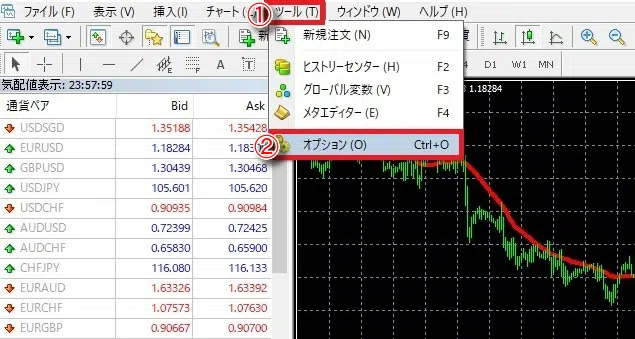 ファイル (F) 表示 (V) 挿入(I) チャート ① ツール (T) ウィンドウ (W) ヘルプ (H)
新規注文 (N) F9
ヒストリーセンター (H) F2
グローバル変数 (V) F3
メタエディター (E) F4
② オプション (O) Ctrl+O
新
A
D1 W1 MN
気配値表示: 23:57:59
1.18284
通貨ペア Bid Ask
USDSGD 1.35188 1.35428
EURUSD 1.18284 1.183
GBPUSD 1.30439 1.30468
USDJPY 105.601 105.620
USDCHF 0.90935 0.90984
AUDUSD 0.72399 0.72425
AUDCHF 0.65830 0.65900
CHFJPY 116.080 116.133
EURAUD 1.63326 1.63392
EURCHF 1.07573 1.07630
EURGBP 0.90667 0.90700